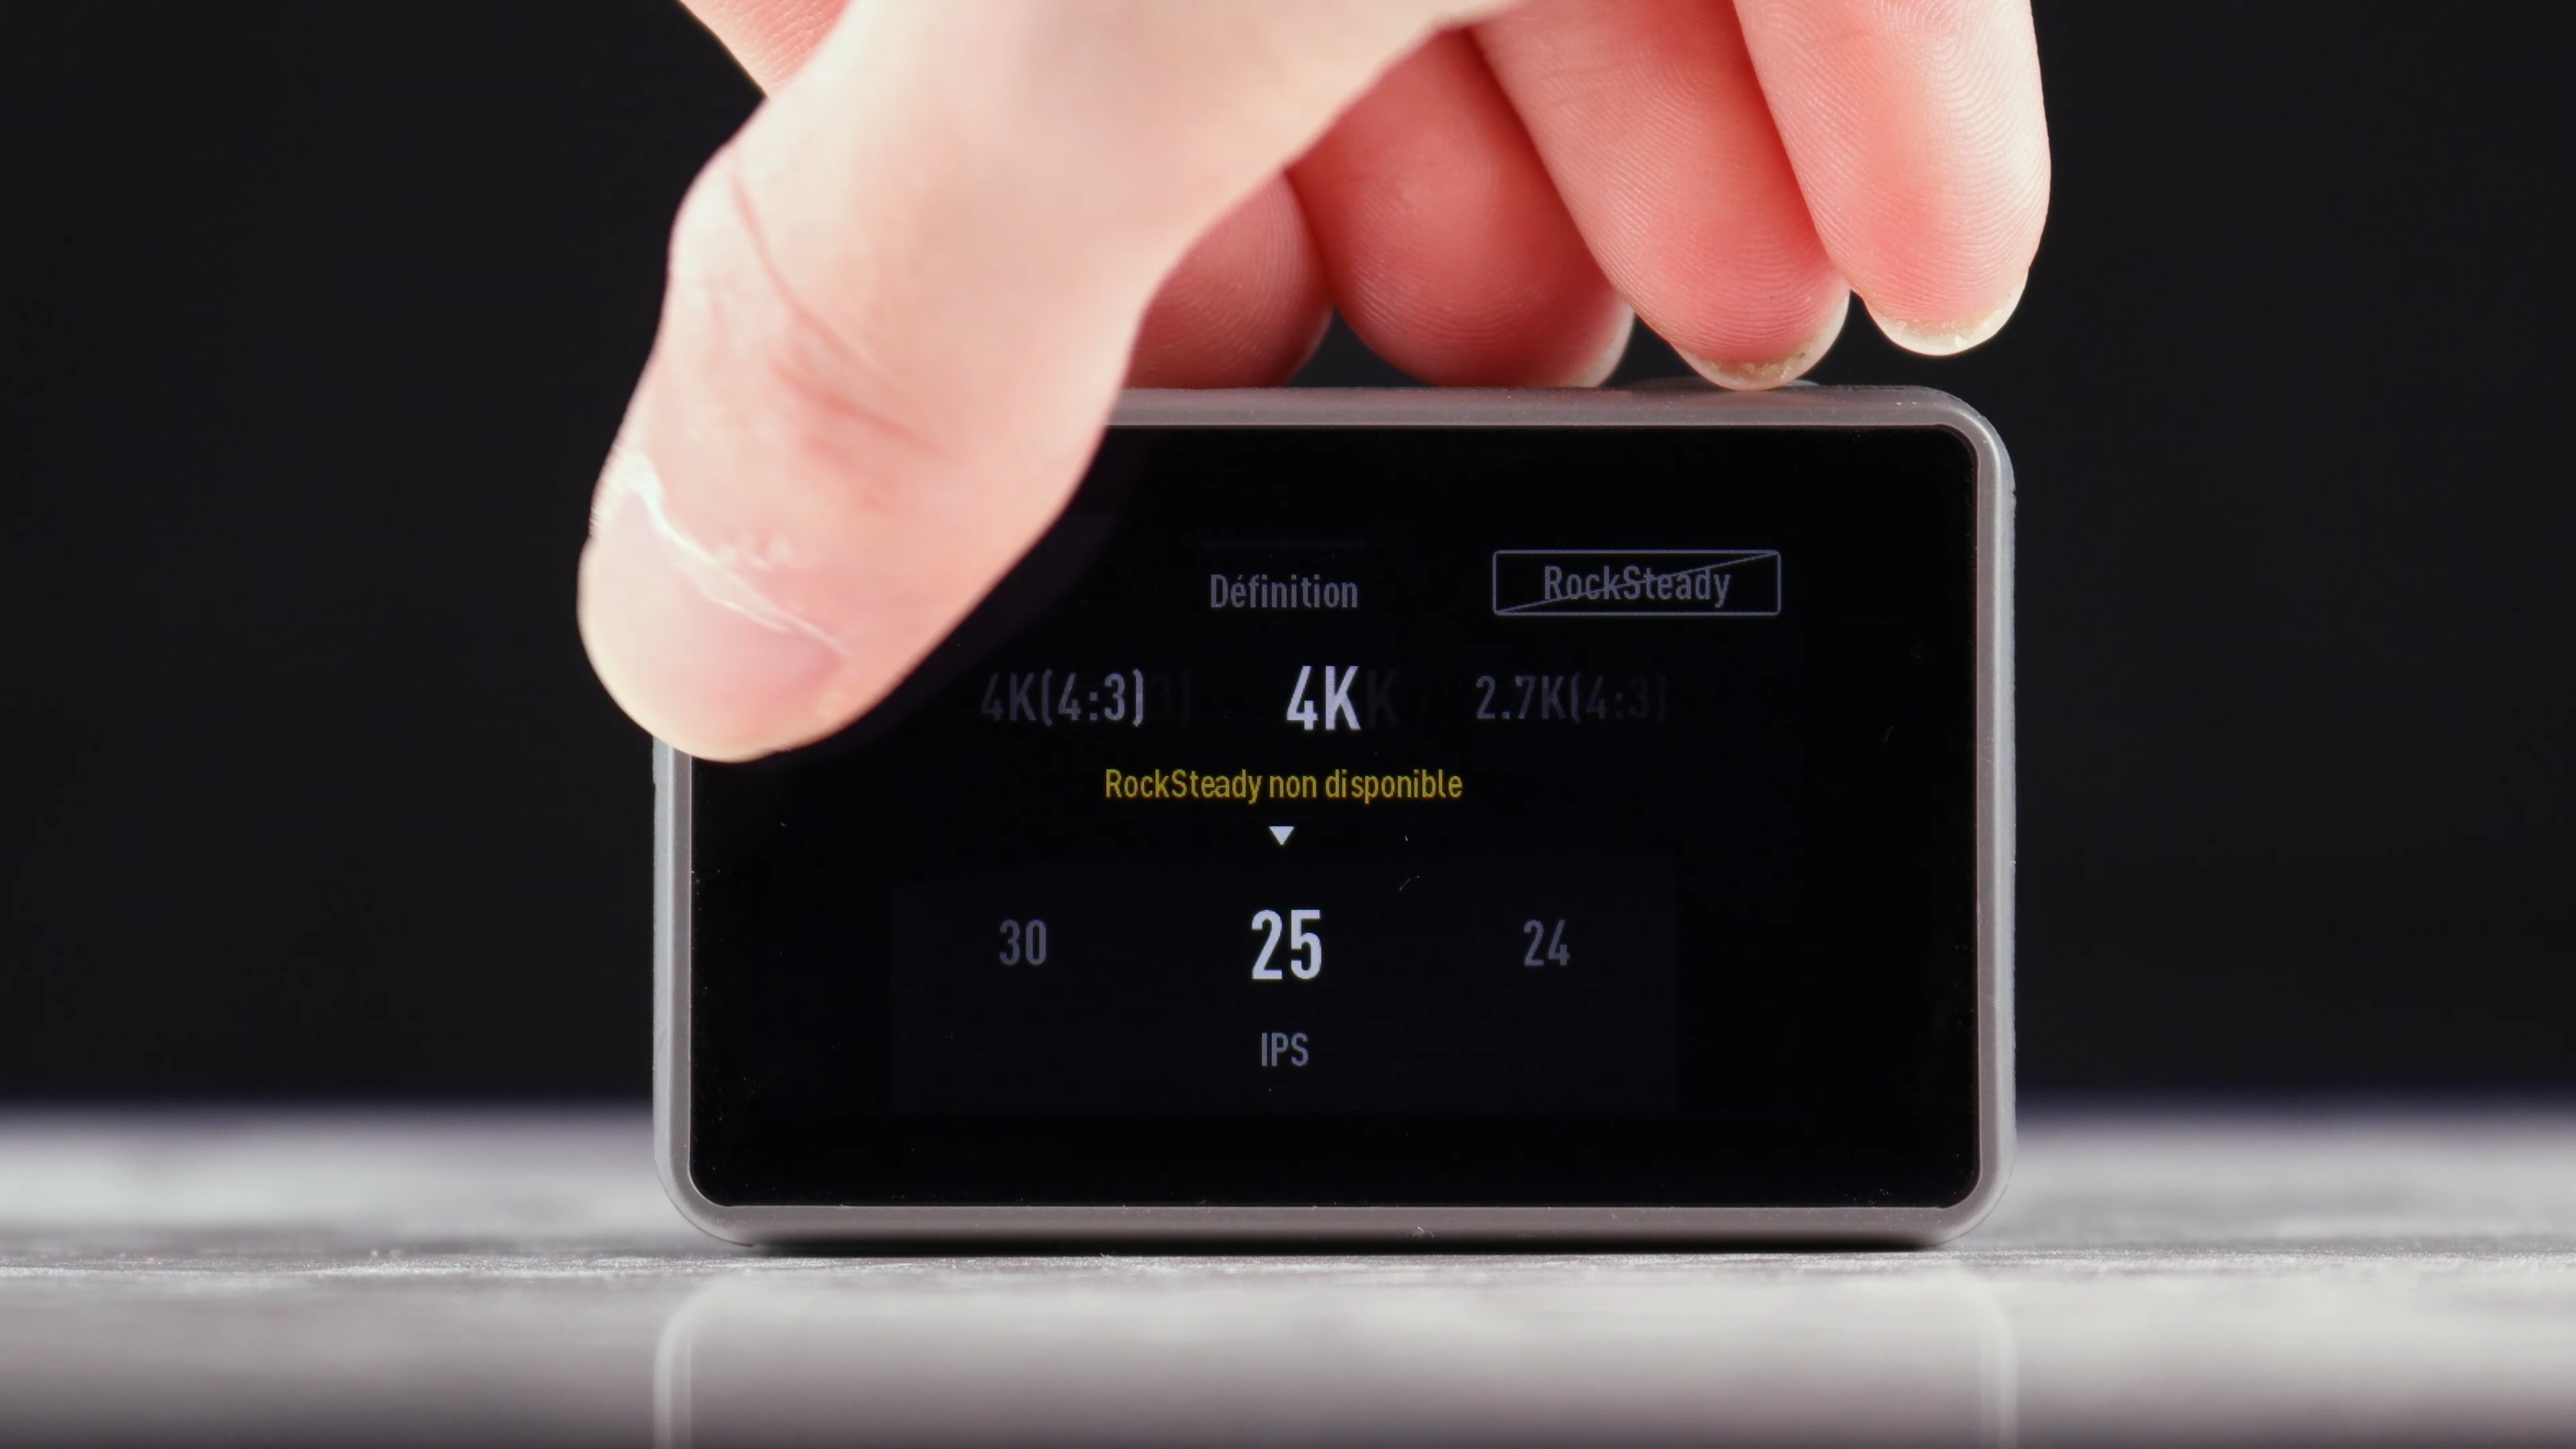 Définition
RockSteady
4K(4:3) 4K 2.7K(4:3)
RockSteady non disponible
30 25 24
IPS